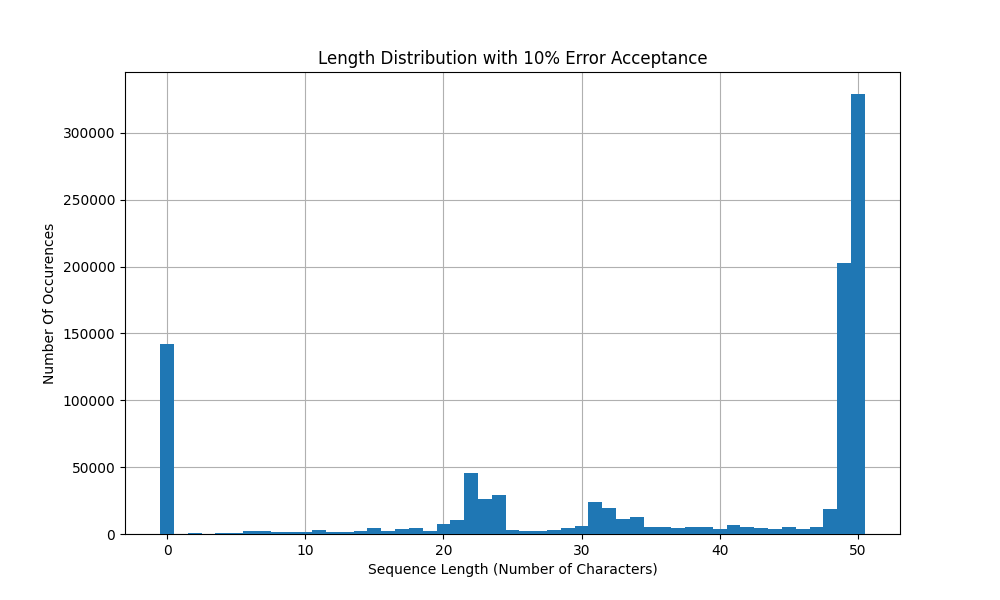 Length Distribution with 10% Error Acceptance
300000
250000
200000
150000
100000
50000
0
Number Of Occurences
0 10 20 30 40 50
Sequence Length (Number of Characters)